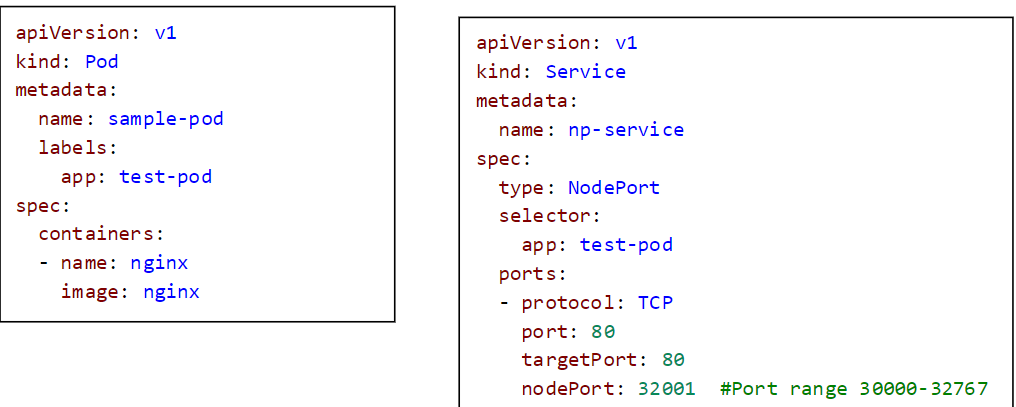 apiVersion: v1
kind: Pod
metadata:
  name: sample-pod
  labels:
    app: test-pod
spec:
  containers:
  - name: nginx
    image: nginx
apiVersion: v1
kind: Service
metadata:
  name: np-service
spec:
  type: NodePort
  selector:
    app: test-pod
  ports:
  - protocol: TCP
    port: 80
    targetPort: 80
    nodePort: 32001  #Port range 30000-32767